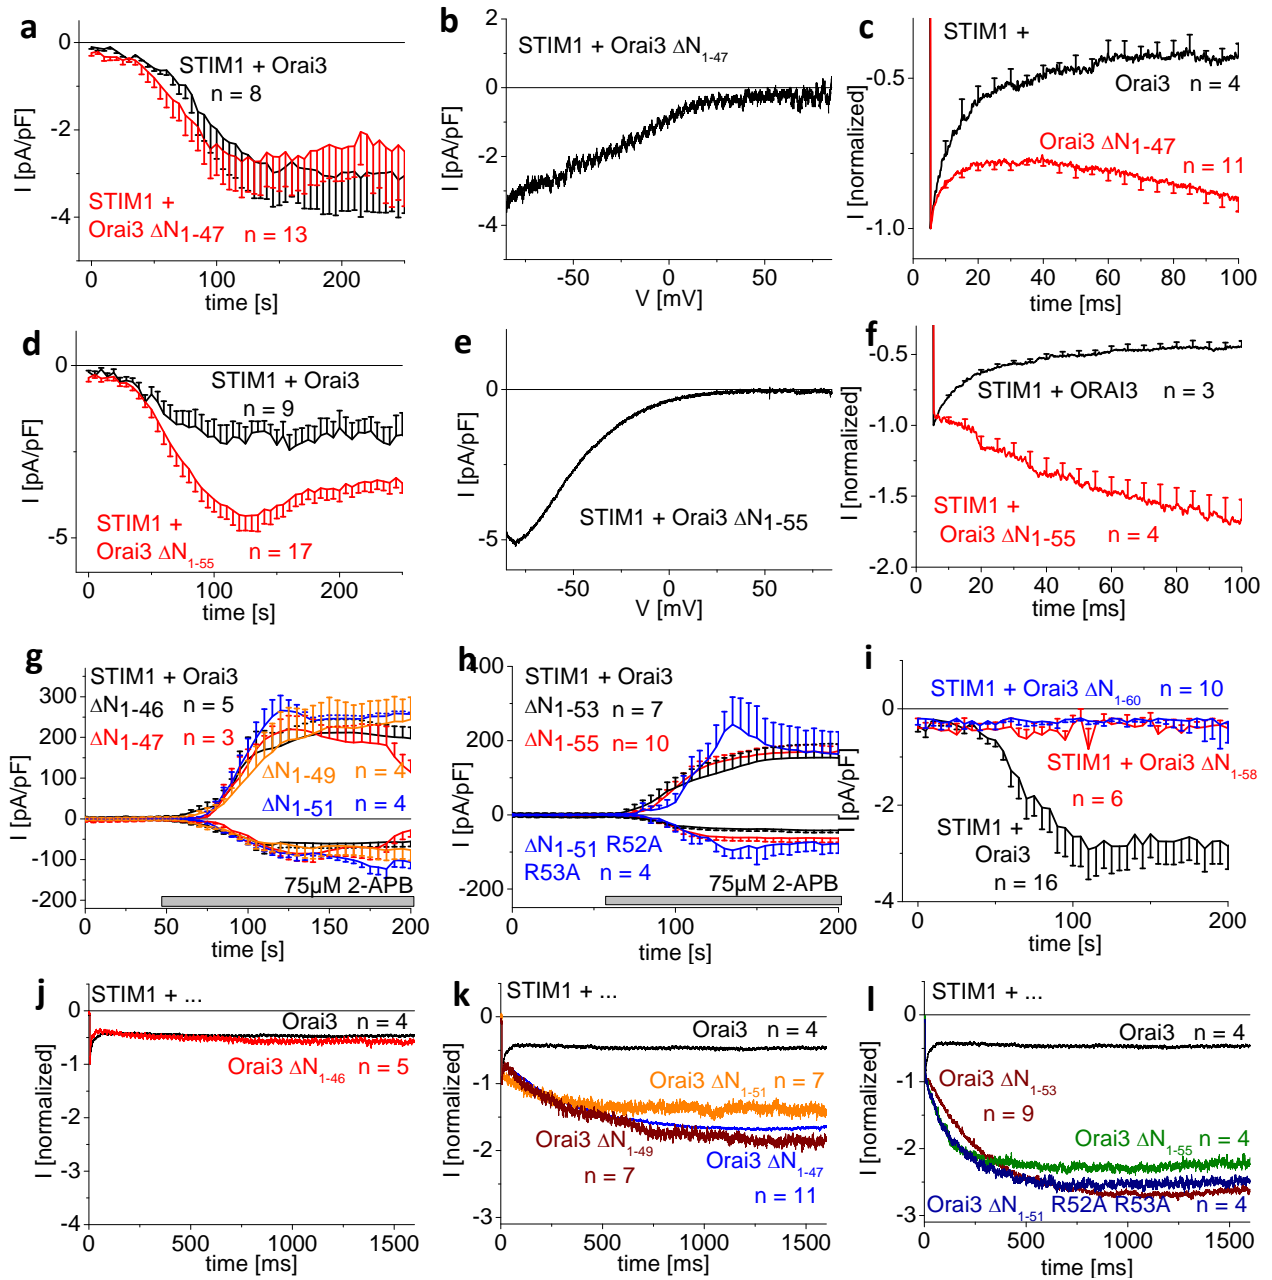 a
0
-2
-4
I [pA/pF]
STIM1 + Orai3
n = 8
STIM1 +
Orai3 ΔN1-47 n = 13
0 100 200
time [s]
b
2
0
-2
-4
I [pA/pF]
STIM1 + Orai3 ΔN1-47
-50 0 50
V [mV]
c
-0.5
-1.0
I [normalized]
STIM1 +
Orai3 n = 4
Orai3 ΔN1-47
n = 11
20 40 60 80 100
time [ms]
d
0
-5
I [pA/pF]
STIM1 + Orai3
n = 9
STIM1 +
Orai3 ΔN1-55 n = 17
0 100 200
time [s]
e
0
-5
I [pA/pF]
STIM1 + Orai3 ΔN1-55
-50 0 50
V [mV]
f
-0.5
-1.0
-1.5
-2.0
I [normalized]
STIM1 + ORAI3 n = 3
STIM1 +
Orai3 ΔN1-55 n = 4
20 40 60 80 100
time [ms]
g
300
200
100
0
-100
-200
I [pA/pF]
STIM1 + Orai3
ΔN1-46 n = 5
ΔN1-47 n = 3
ΔN1-49 n = 4
ΔN1-51 n = 4
75µM 2-APB
0 50 100 150 200
time [s]
h
400
200
0
-200
I [pA/pF]
STIM1 + Orai3
ΔN1-53 n = 7
ΔN1-55 n= 10
ΔN1-51 R52A
R53A n = 4
75µM 2-APB
0 100 200
time [s]
i
0
-2
-4
I [pA/pF]
STIM1 + Orai3 ΔN1-60 n = 10
STIM1 + Orai3 ΔN1-58
n = 6
STIM1 +
Orai3
n = 16
0 50 100 150 200
time [s]
j
0
-1
-2
-3
-4
I [normalized]
STIM1 + ...
Orai3 n = 4
Orai3 ΔN1-46 n = 5
0 500 1000 1500
time [ms]
k
0
-1
-2
-3
I [normalized]
STIM1 + ...
Orai3 n = 4
Orai3 ΔN1-51 n = 7
Orai3 ΔN1-49
n = 7
Orai3 ΔN1-47
n = 11
0 500 1000 1500
time [ms]
l
0
-1
-2
-3
I [normalized]
STIM1 + ...
Orai3 n = 4
Orai3 ΔN1-53
n = 9
Orai3 ΔN1-55 n = 4
Orai3 ΔN1-51 R52A R53A n = 4
0 500 1000 1500
time [ms]